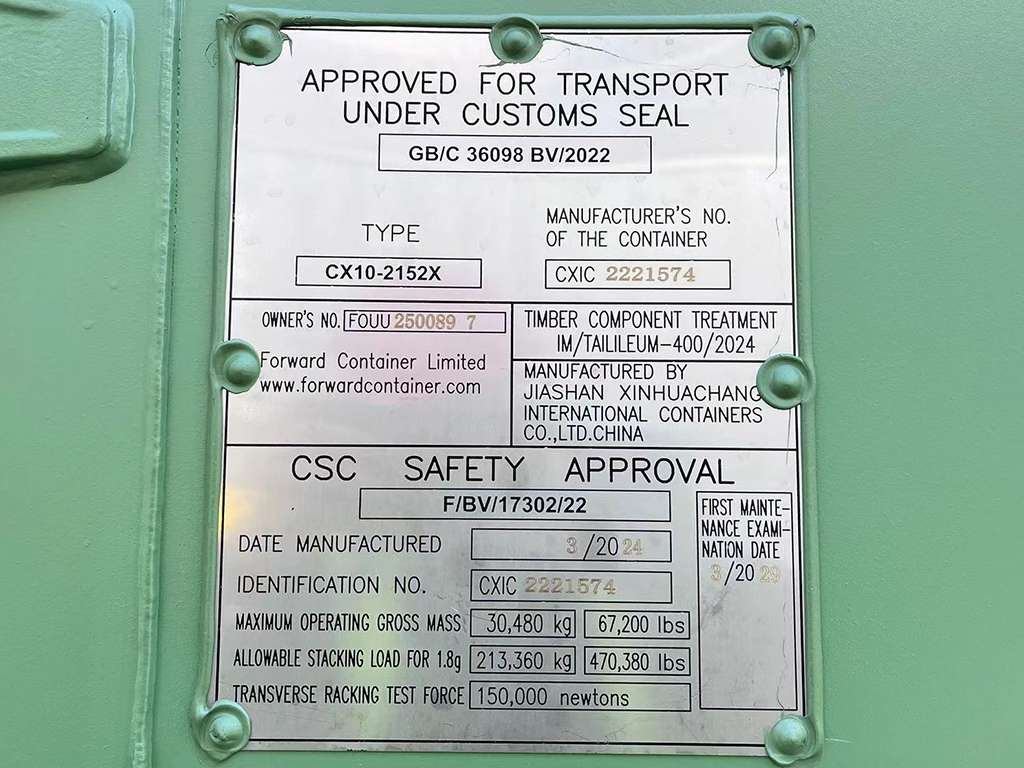 APPROVED FOR TRANSPORT
UNDER CUSTOMS SEAL
GB/C 36098 BV/2022
TYPE
CX10-2152X
MANUFACTURER'S NO.
OF THE CONTAINER
CXIC 2221574
OWNER'S NO. FOUU 250089 7
Forward Container Limited
www.forwardcontainer.com
TIMBER COMPONENT TREATMENT
IM/TAILILEUM-400/2024
MANUFACTURED BY
JIASHAN XINHUACHANG
INTERNATIONAL CONTAINERS
CO.,LTD.CHINA
CSC SAFETY APPROVAL
F/BV/17302/22
DATE MANUFACTURED 3/2024
IDENTIFICATION NO. CXIC 2221574
MAXIMUM OPERATING GROSS MASS 30,480 kg 67,200 lbs
ALLOWABLE STACKING LOAD FOR 1.8g 213,360 kg 470,380 lbs
TRANSVERSE RACKING TEST FORCE 150,000 newtons
FIRST MAINTE-
NANCE EXAMI-
NATION DATE
3/2029